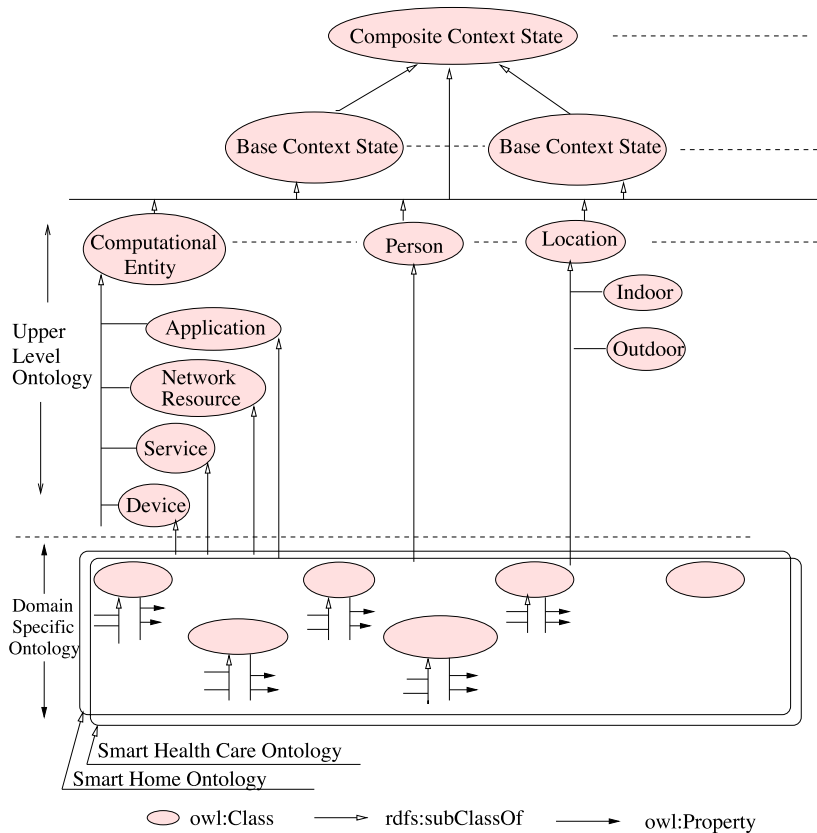 Composite Context State
Base Context State
Base Context State
Computational
Entity
Person
Location
Indoor
Outdoor
Application
Network
Resource
Service
Device
Upper
Level
Ontology
Domain
Specific
Ontology
Smart Health Care Ontology
Smart Home Ontology
owl:Class
rdfs:subClassOf
owl:Property